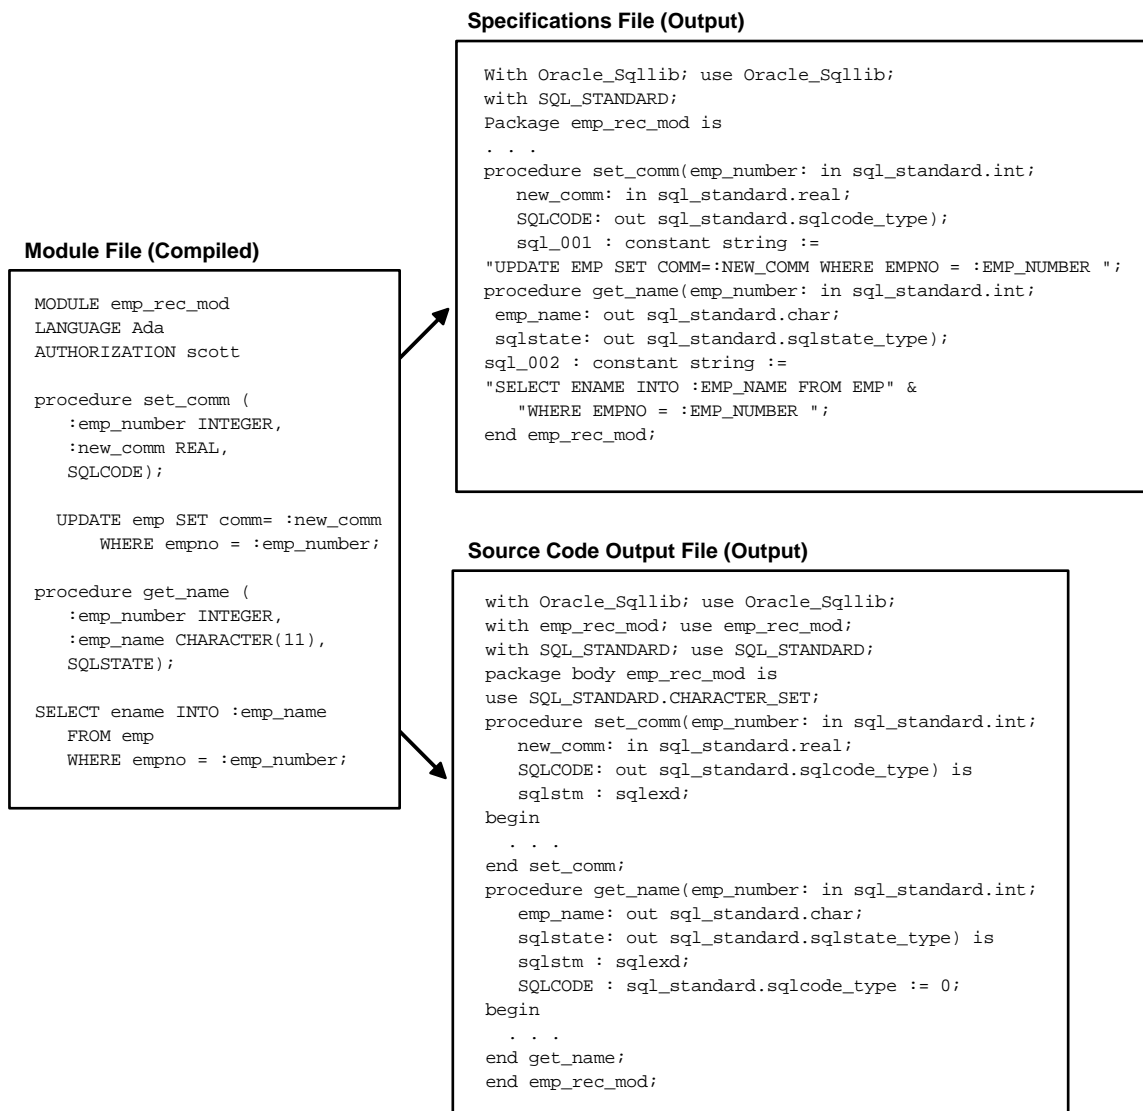 Specifications File (Output)
With Oracle_Sqllib; use Oracle_Sqllib;
with SQL_STANDARD;
Package emp_rec_mod is
. . .
procedure set_comm(emp_number: in sql_standard.int;
new_comm: in sql_standard.real;
SQLCODE: out sql_standard.sqlcode_type);
sql_001 : constant string :=
"UPDATE EMP SET COMM=:NEW_COMM WHERE EMPNO = :EMP_NUMBER ";
procedure get_name(emp_number: in sql_standard.int;
emp_name: out sql_standard.char;
sqlstate: out sql_standard.sqlstate_type);
sql_002 : constant string :=
"SELECT ENAME INTO :EMP_NAME FROM EMP" &
"WHERE EMPNO = :EMP_NUMBER ";
end emp_rec_mod;
Module File (Compiled)
MODULE emp_rec_mod
LANGUAGE Ada
AUTHORIZATION scott
procedure set_comm (
:emp_number INTEGER,
:new_comm REAL,
SQLCODE);
UPDATE emp SET comm= :new_comm
WHERE empno = :emp_number;
procedure get_name (
:emp_number INTEGER,
:emp_name CHARACTER(11),
SQLSTATE);
SELECT ename INTO :emp_name
FROM emp
WHERE empno = :emp_number;
Source Code Output File (Output)
with Oracle_Sqllib; use Oracle_Sqllib;
with emp_rec_mod; use emp_rec_mod;
with SQL_STANDARD; use SQL_STANDARD;
package body emp_rec_mod is
use SQL_STANDARD.CHARACTER_SET;
procedure set_comm(emp_number: in sql_standard.int;
new_comm: in sql_standard.real;
SQLCODE: out sql_standard.sqlcode_type) is
sqlstm : sqlexd;
begin
. . .
end set_comm;
procedure get_name(emp_number: in sql_standard.int;
emp_name: out sql_standard.char;
sqlstate: out sql_standard.sqlstate_type) is
sqlstm : sqlexd;
SQLCODE : sql_standard.sqlcode_type := 0;
begin
. . .
end get_name;
end emp_rec_mod;